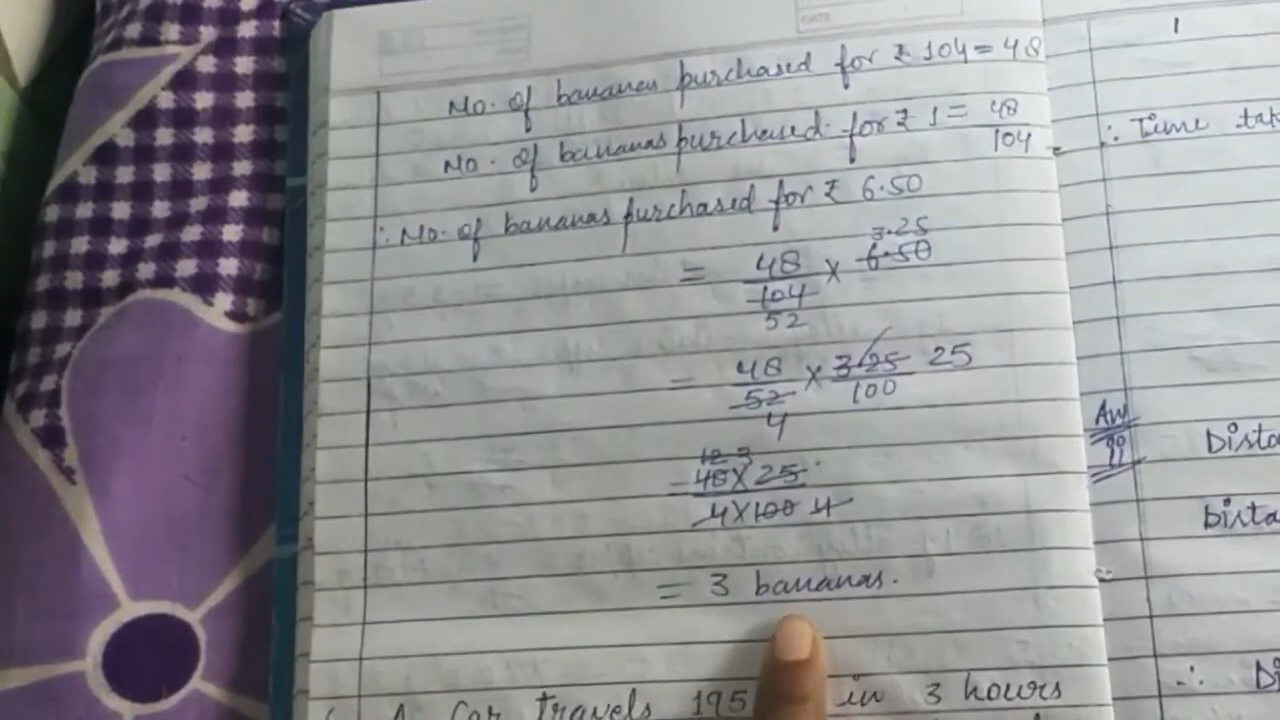 DATE
No. of bananas purchased for ₹ 104 = 48
No. of bananas purchased for ₹ 1 = 48/104
∴ No. of bananas purchased for ₹ 6.50
3.25
= 48/104 × 6.50
52
= 48/52 × 3.25/100 25
4
12 3
48 × 25
4 × 100 4
= 3 bananas.
A car travels 195 in 3 hours
1
∴ Time tak
Ans
Dista
Dista
∴ Di